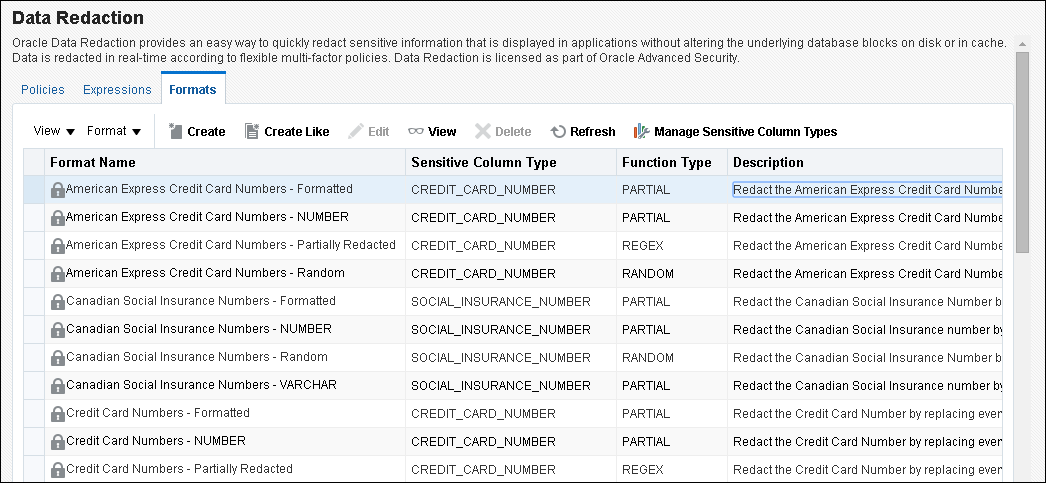 Data Redaction
Oracle Data Redaction provides an easy way to quickly redact sensitive information that is displayed in applications without altering the underlying database blocks on disk or in cache.
Data is redacted in real-time according to flexible multi-factor policies. Data Redaction is licensed as part of Oracle Advanced Security.
Policies Expressions Formats
View Format Create Create Like Edit View Delete Refresh Manage Sensitive Column Types
Format Name Sensitive Column Type Function Type Description
American Express Credit Card Numbers - Formatted CREDIT_CARD_NUMBER PARTIAL Redact the American Express Credit Card Numbe
American Express Credit Card Numbers - NUMBER CREDIT_CARD_NUMBER PARTIAL Redact the American Express Credit Card Numbe
American Express Credit Card Numbers - Partially Redacted CREDIT_CARD_NUMBER REGEX Redact the American Express Credit Card Numbe
American Express Credit Card Numbers - Random CREDIT_CARD_NUMBER RANDOM Redact the American Express Credit Card Numbe
Canadian Social Insurance Numbers - Formatted SOCIAL_INSURANCE_NUMBER PARTIAL Redact the Canadian Social Insurance Number b
Canadian Social Insurance Numbers - NUMBER SOCIAL_INSURANCE_NUMBER PARTIAL Redact the Canadian Social Insurance number by
Canadian Social Insurance Numbers - Random SOCIAL_INSURANCE_NUMBER RANDOM Redact the Canadian Social Insurance Number b
Canadian Social Insurance Numbers - VARCHAR SOCIAL_INSURANCE_NUMBER PARTIAL Redact the Canadian Social Insurance number by
Credit Card Numbers - Formatted CREDIT_CARD_NUMBER PARTIAL Redact the Credit Card Number by replacing ever
Credit Card Numbers - NUMBER CREDIT_CARD_NUMBER PARTIAL Redact the Credit Card Number by replacing ever
Credit Card Numbers - Partially Redacted CREDIT_CARD_NUMBER REGEX Redact the Credit Card Number by replacing ever